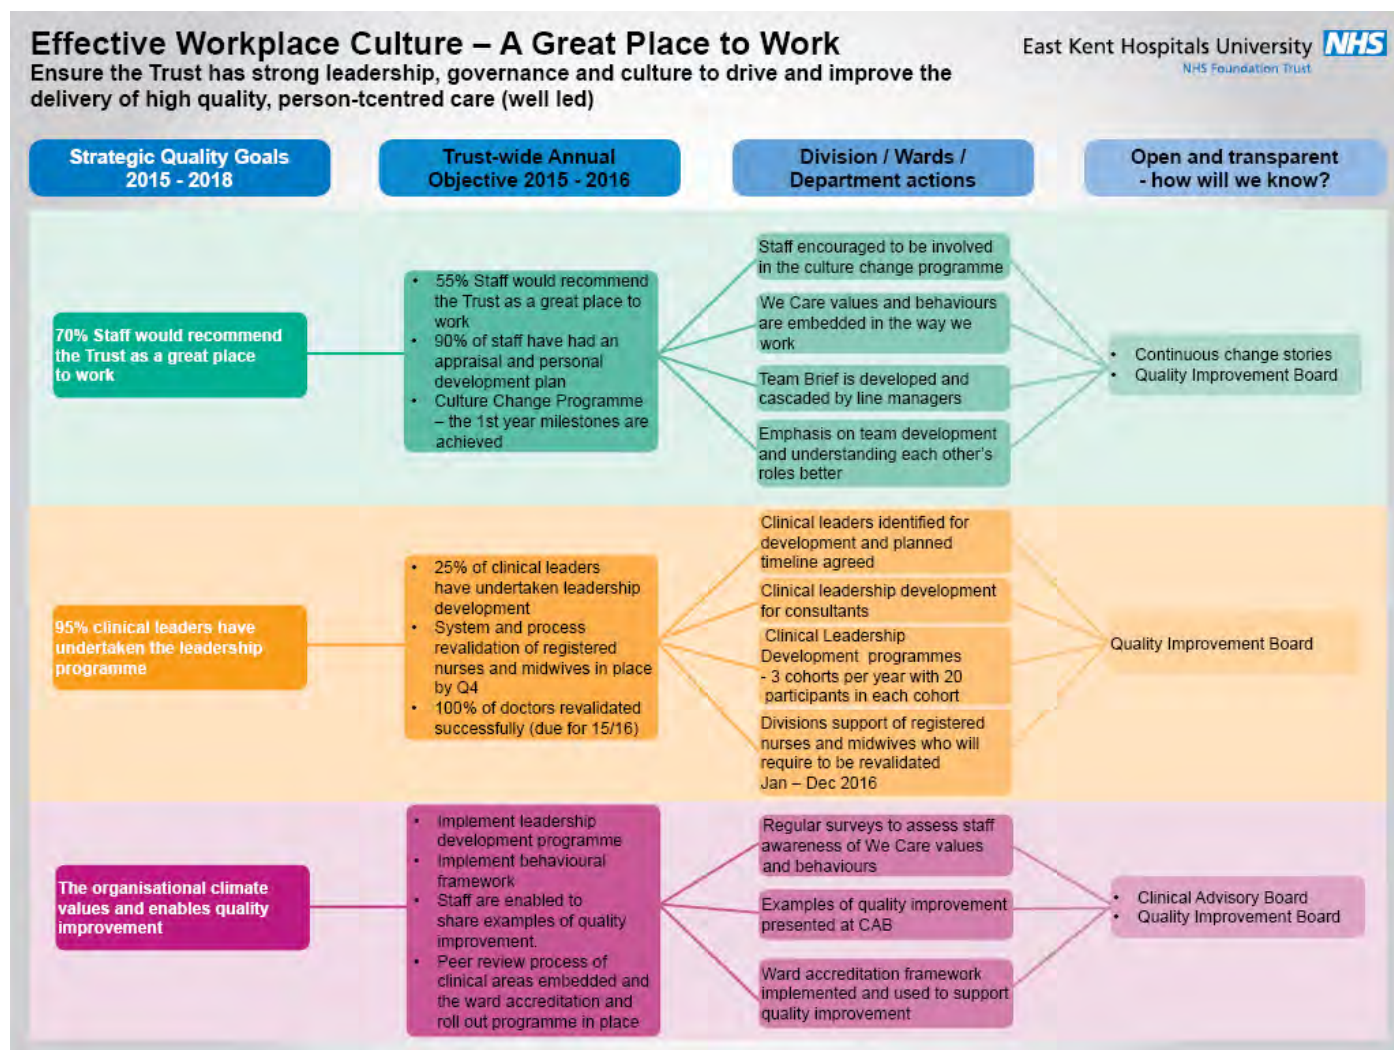 Effective Workplace Culture – A Great Place to Work
Ensure the Trust has strong leadership, governance and culture to drive and improve the
delivery of high quality, person-tcentred care (well led)
East Kent Hospitals University NHS
NHS Foundation Trust
Strategic Quality Goals
2015 - 2018
Trust-wide Annual
Objective 2015 - 2016
Division / Wards /
Department actions
Open and transparent
- how will we know?
70% Staff would recommend
the Trust as a great place
to work
• 55% Staff would recommend
the Trust as a great place to
work
• 90% of staff have had an
appraisal and personal
development plan
• Culture Change Programme
– the 1st year milestones are
achieved
Staff encouraged to be involved
in the culture change programme
We Care values and behaviours
are embedded in the way we
work
Team Brief is developed and
cascaded by line managers
Emphasis on team development
and understanding each other's
roles better
• Continuous change stories
• Quality Improvement Board
95% clinical leaders have
undertaken the leadership
programme
• 25% of clinical leaders
have undertaken leadership
development
• System and process
revalidation of registered
nurses and midwives in place
by Q4
• 100% of doctors revalidated
successfully (due for 15/16)
Clinical leaders identified for
development and planned
timeline agreed
Clinical leadership development
for consultants
Clinical Leadership
Development programmes
- 3 cohorts per year with 20
participants in each cohort
Divisions support of registered
nurses and midwives who will
require to be revalidated
Jan – Dec 2016
Quality Improvement Board
The organisational climate
values and enables quality
improvement
• Implement leadership
development programme
• Implement behavioural
framework
• Staff are enabled to
share examples of quality
improvement.
• Peer review process of
clinical areas embedded and
the ward accreditation and
roll out programme in place
Regular surveys to assess staff
awareness of We Care values
and behaviours
Examples of quality improvement
presented at CAB
Ward accreditation framework
implemented and used to support
quality improvement
• Clinical Advisory Board
• Quality Improvement Board